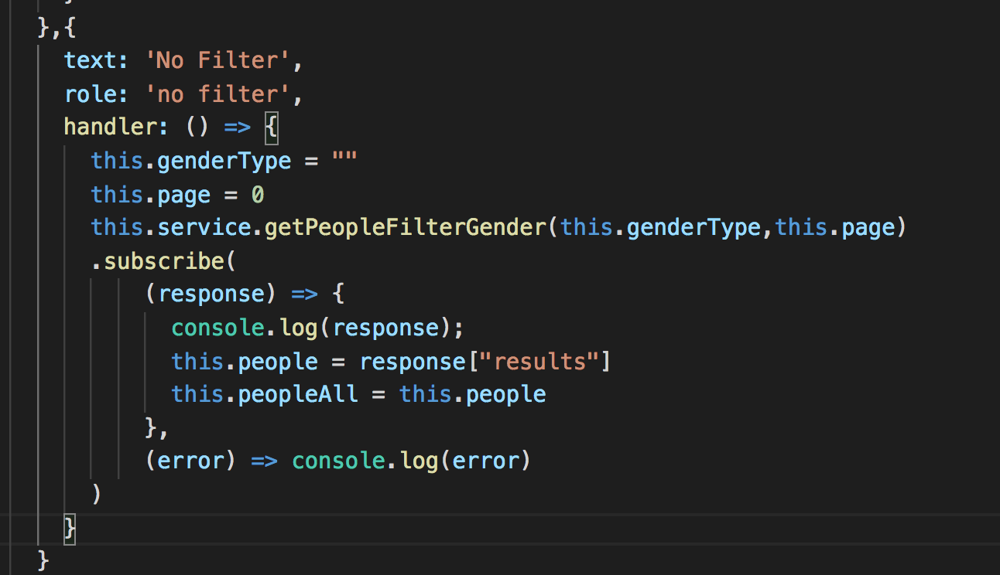 },{
text: 'No Filter',
role: 'no filter',
handler: () => {
this.genderType = ""
this.page = 0
this.service.getPeopleFilterGender(this.genderType,this.page)
.subscribe(
(response) => {
console.log(response);
this.people = response["results"]
this.peopleAll = this.people
},
(error) => console.log(error)
)
}
}